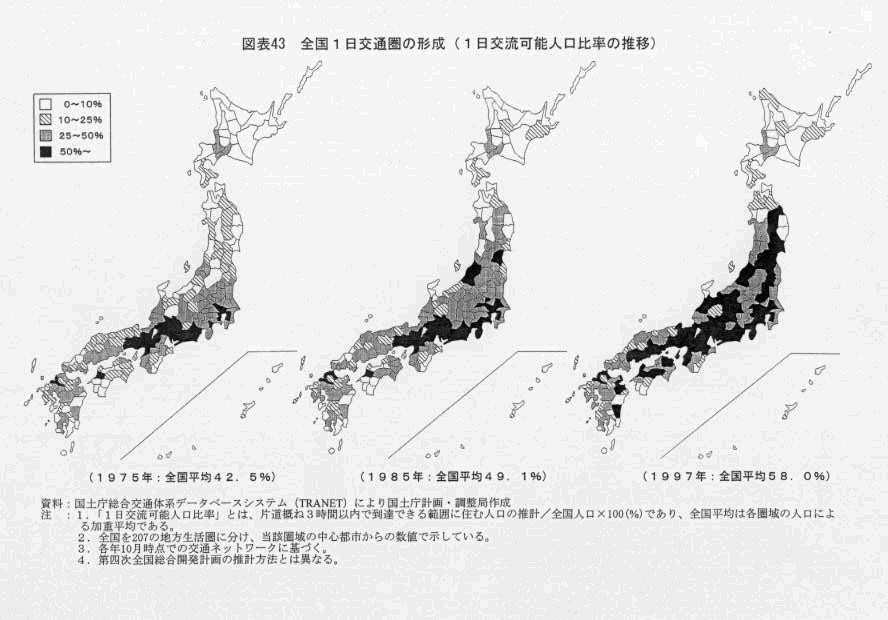 図表43　全国１日交通圏の形成（１日交流可能人口比率の推移）
0～10%
10～25%
25～50%
50%～
（１９７５年：全国平均４２．５%）
（１９８５年：全国平均４９．１%）
（１９９７年：全国平均５８．０%）
資料：国土庁総合交通体系データベースシステム（TRANET）により国土庁計画・調整局作成
注　：１．「１日交流可能人口比率」とは、片道概ね３時間以内で到達できる範囲に住む人口の推計／全国人口×100(%)であり、全国平均は各圏域の人口によ
る加重平均である。
２．全国を207の地方生活圏に分け、当該圏域の中心都市からの数値で示している。
３．各年10月時点での交通ネットワークに基づく。
４．第四次全国総合開発計画の推計方法とは異なる。